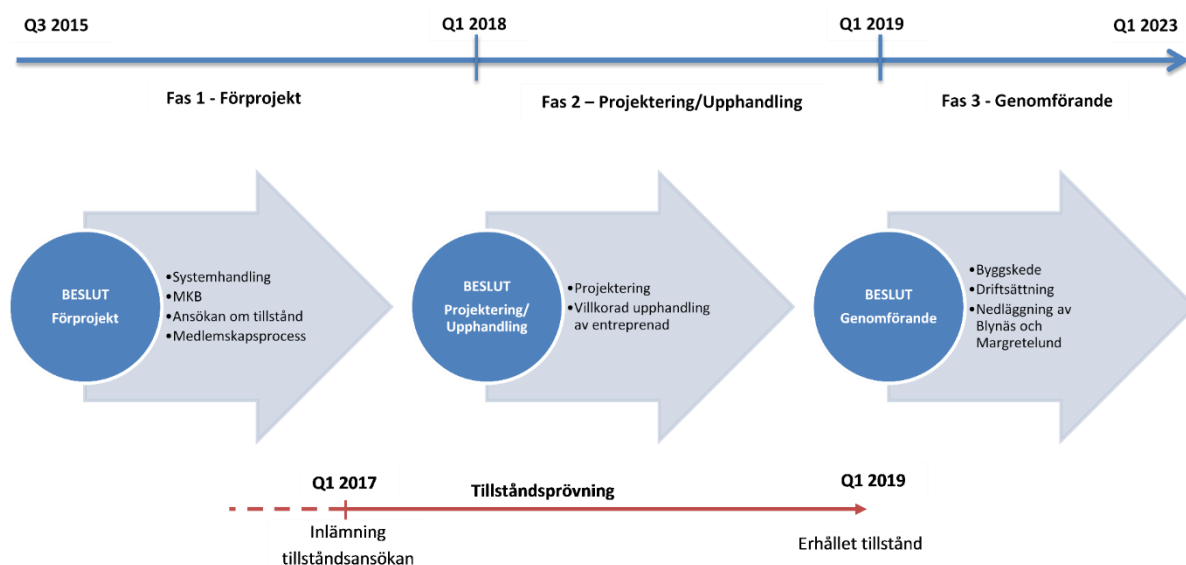 Q3 2015
Q1 2018
Q1 2019
Q1 2023
Fas 1 - Förprojekt
Fas 2 – Projektering/Upphandling
Fas 3 - Genomförande
BESLUT
Förprojekt
•Systemhandling
•MKB
•Ansökan om tillstånd
•Medlemskapsprocess
BESLUT
Projektering/
Upphandling
•Projektering
•Villkorad upphandling
av entreprenad
BESLUT
Genomförande
•Byggskede
•Driftsättning
•Nedläggning av
Blynäs och
Margretelund
Q1 2017
Tillståndsprövning
Q1 2019
Inlämning
tillståndsansökan
Erhållet tillstånd